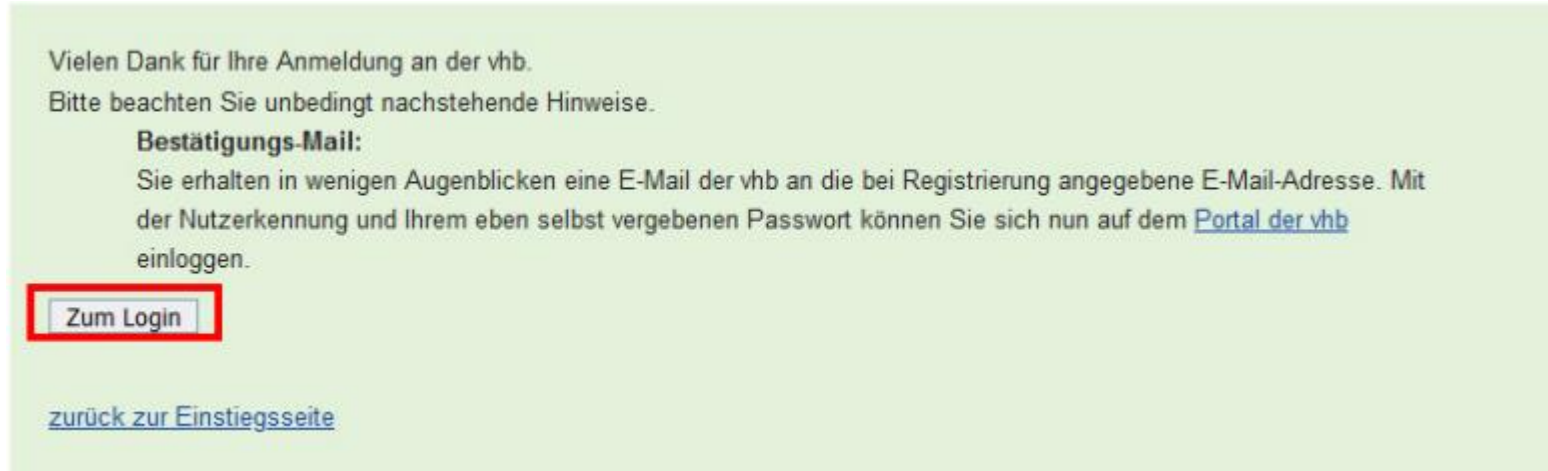 Vielen Dank für Ihre Anmeldung an der vhb.
Bitte beachten Sie unbedingt nachstehende Hinweise.
Bestätigungs-Mail:
Sie erhalten in wenigen Augenblicken eine E-Mail der vhb an die bei Registrierung angegebene E-Mail-Adresse. Mit
der Nutzerkennung und Ihrem eben selbst vergebenen Passwort können Sie sich nun auf dem Portal der vhb
einloggen.
Zum Login
zurück zur Einstiegsseite